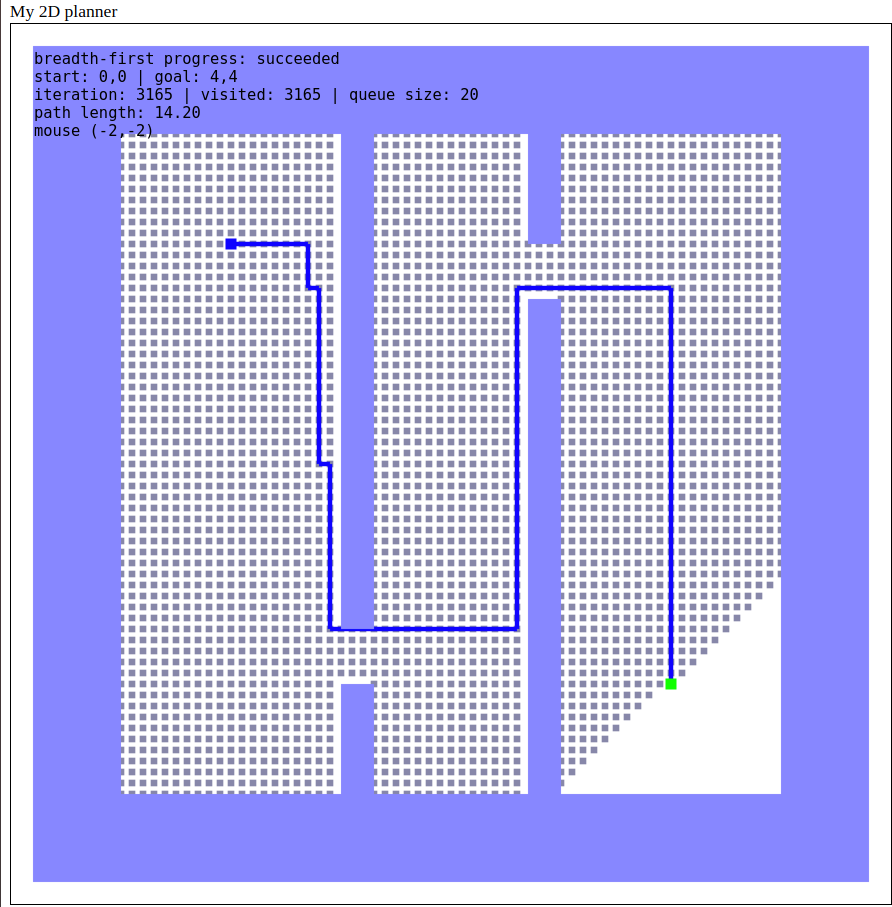 My 2D planner
breadth-first progress: succeeded
start: 0,0 | goal: 4,4
iteration: 3165 | visited: 3165 | queue size: 20
path length: 14.20
mouse (-2,-2)